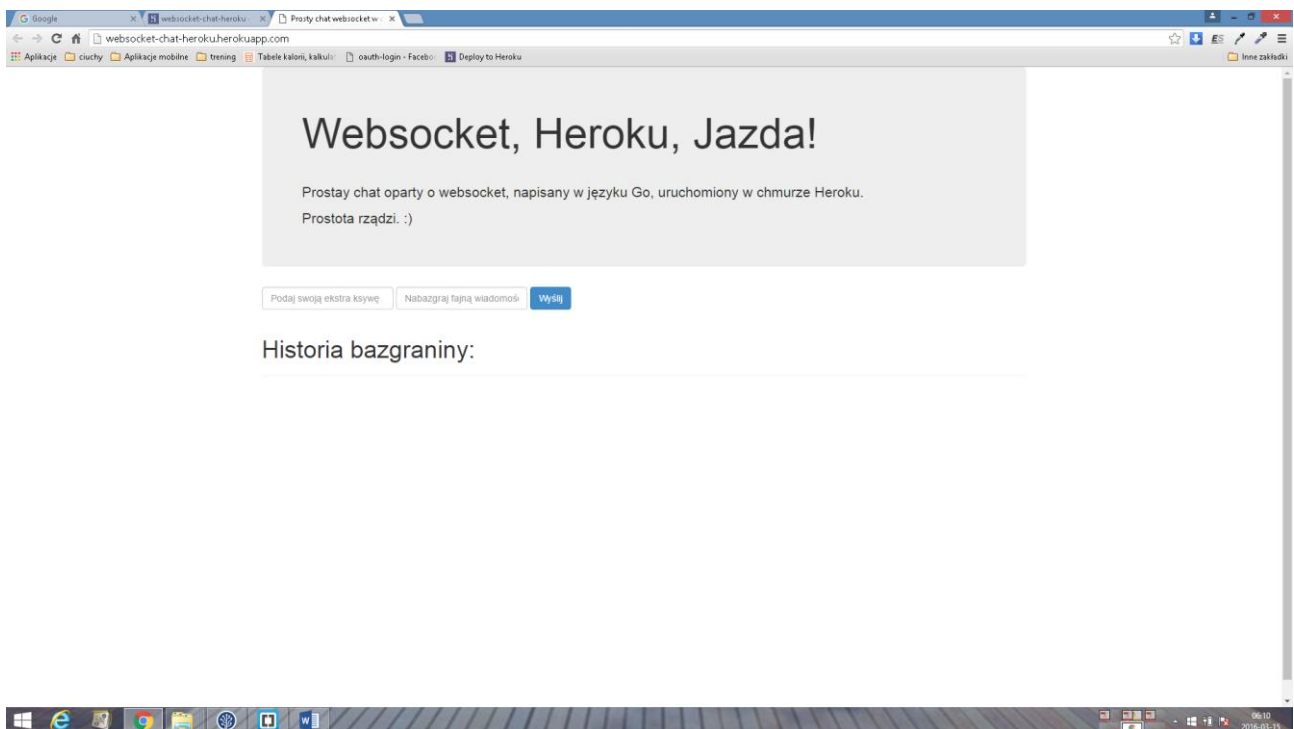 Google
websocket-chat-heroku
Prosty chat websocket w
websocket-chat-heroku.herokuapp.com
ES
Aplikacje ciuchy Aplikacje mobilne trening Tabele kalorii, kalkula oauth-login - Facebo Deploy to Heroku Inne zakładki
Websocket, Heroku, Jazda!
Prostay chat oparty o websocket, napisany w języku Go, uruchomiony w chmurze Heroku.
Prostota rządzi. :)
Podaj swoją ekstra ksywę Nabazgraj fajną wiadomoś Wyślij
Historia bazgraniny:
06:10
2016-03-15